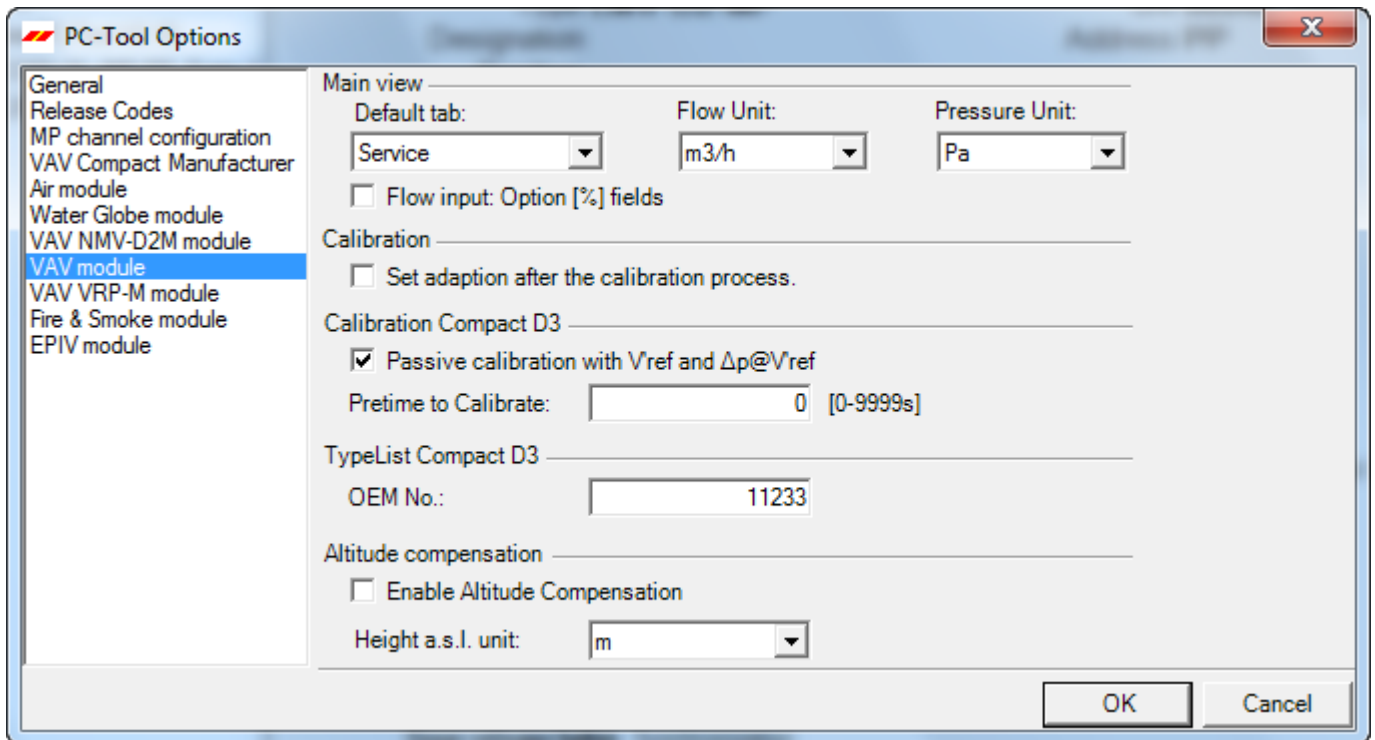 PC-Tool Options
Designation
Address PP
General
Release Codes
MP channel configuration
VAV Compact Manufacturer
Air module
Water Globe module
VAV NMV-D2M module
VAV module
VAV VRP-M module
Fire & Smoke module
EPIV module
Main view
Default tab: Flow Unit: Pressure Unit:
Service m3/h Pa
Flow input: Option [%] fields
Calibration
Set adaption after the calibration process.
Calibration Compact D3
Passive calibration with V'ref and Δp@V'ref
Pretime to Calibrate: 0 [0-9999s]
TypeList Compact D3
OEM No.: 11233
Altitude compensation
Enable Altitude Compensation
Height a.s.l. unit: m
OK Cancel